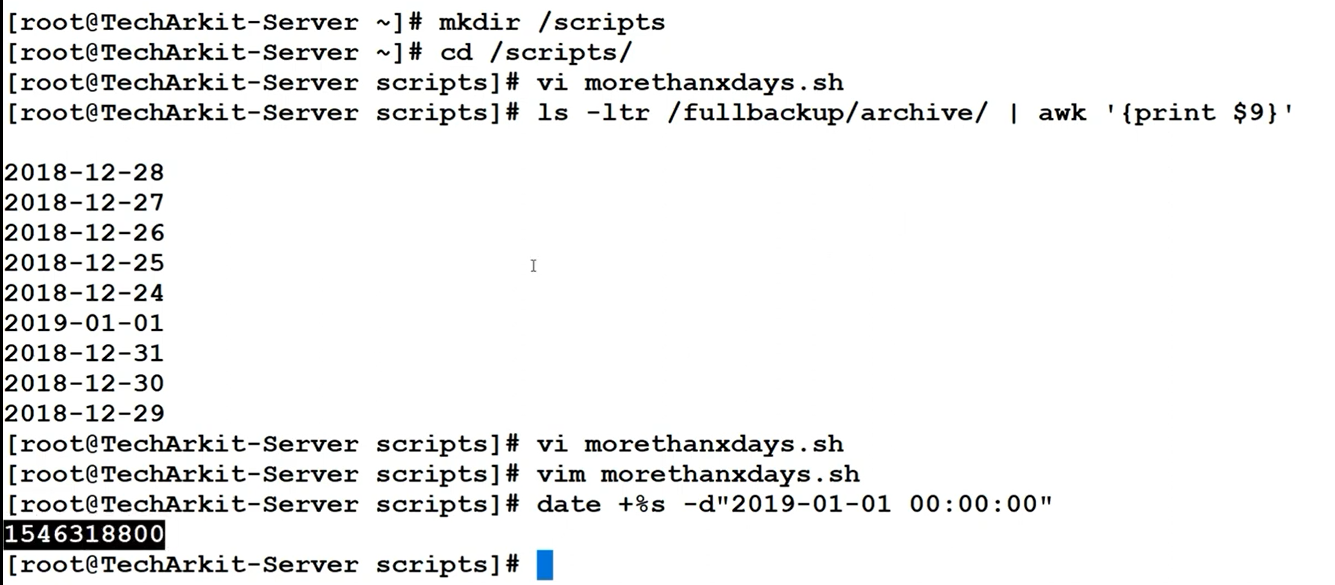 [root@TechArkit-Server ~]# mkdir /scripts
[root@TechArkit-Server ~]# cd /scripts/
[root@TechArkit-Server scripts]# vi morethanxdays.sh
[root@TechArkit-Server scripts]# ls -ltr /fullbackup/archive/ | awk '{print $9}'
2018-12-28
2018-12-27
2018-12-26
2018-12-25
2018-12-24
2019-01-01
2018-12-31
2018-12-30
2018-12-29
[root@TechArkit-Server scripts]# vi morethanxdays.sh
[root@TechArkit-Server scripts]# vim morethanxdays.sh
[root@TechArkit-Server scripts]# date +%s -d"2019-01-01 00:00:00"
1546318800
[root@TechArkit-Server scripts]#